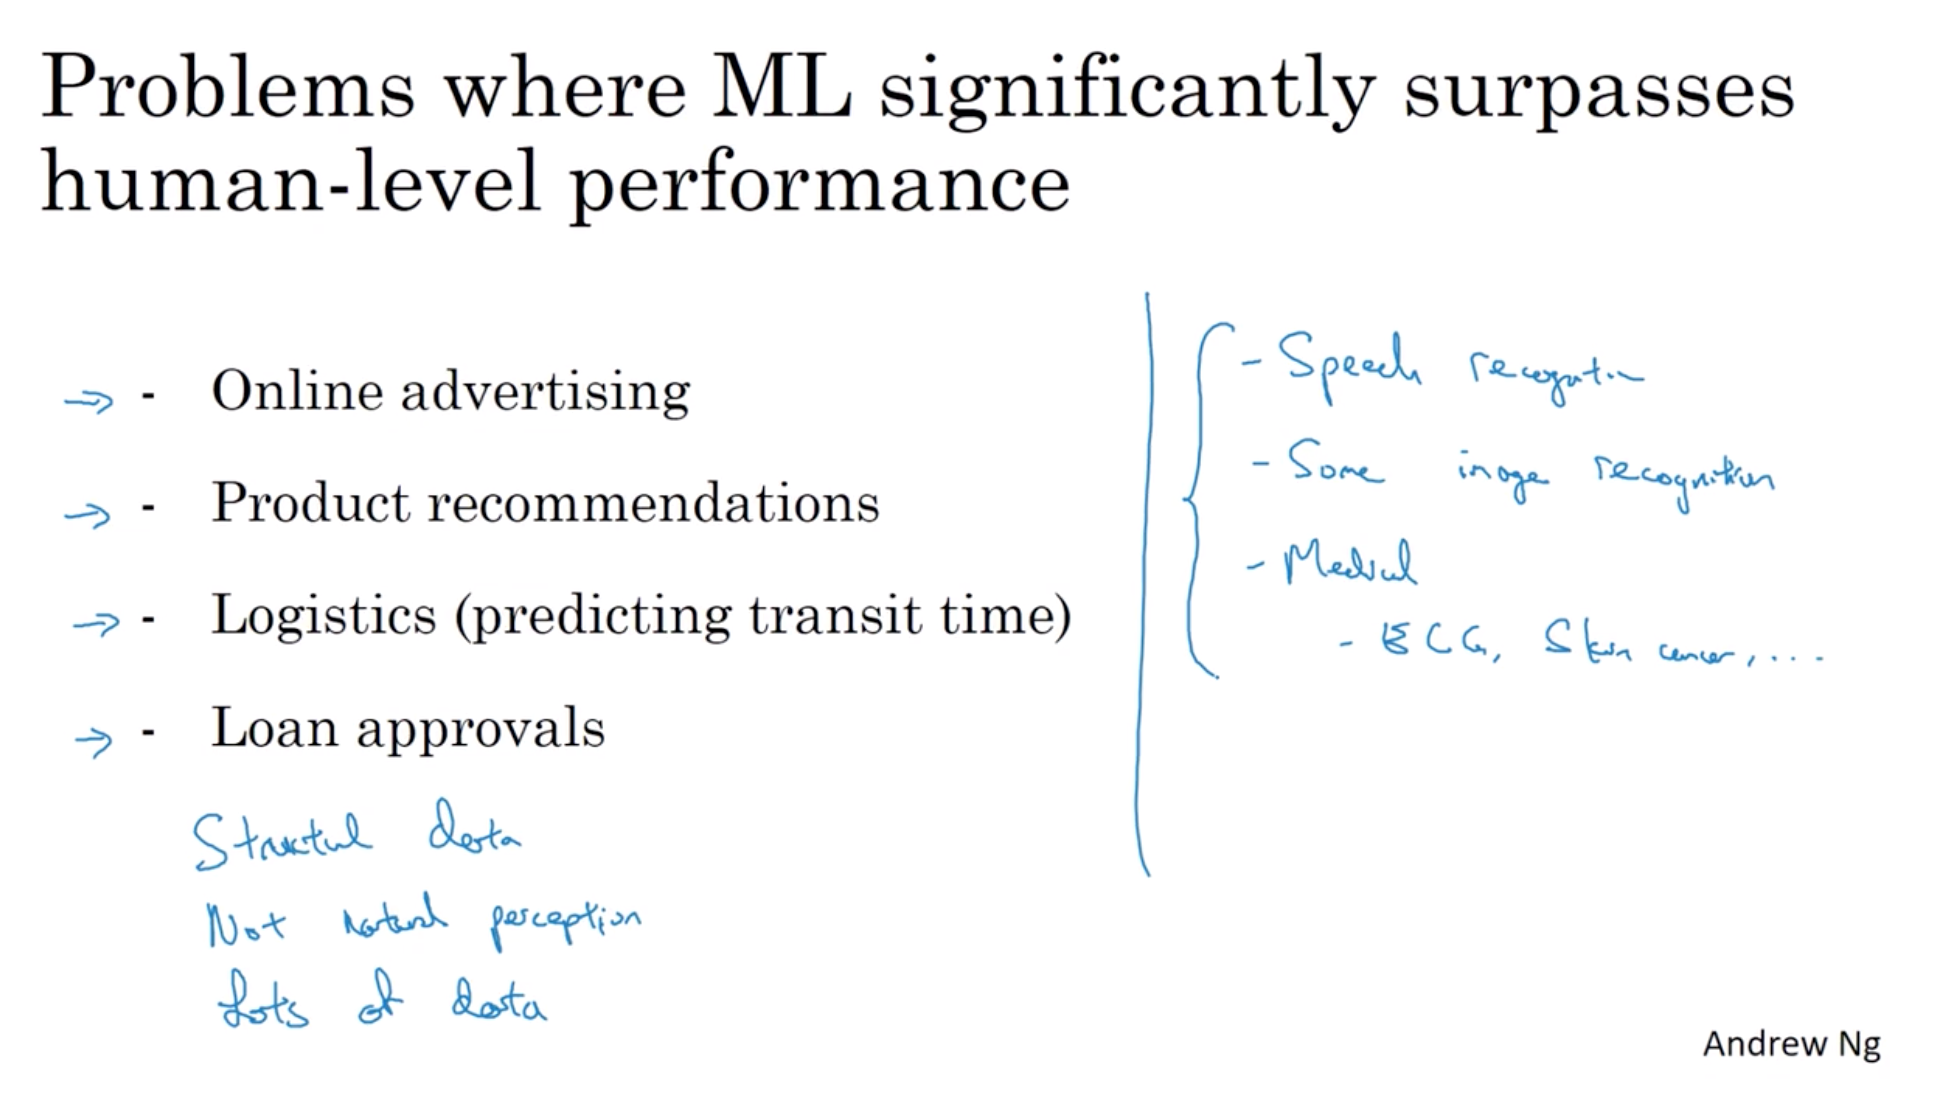 Problems where ML significantly surpasses
human-level performance
- Online advertising
- Product recommendations
- Logistics (predicting transit time)
- Loan approvals
Structul data
Not natural perception
Lots of data
- Speech recognition
- Some image recognition
- Medical
- ECG, Skin cancer, ....
Andrew Ng